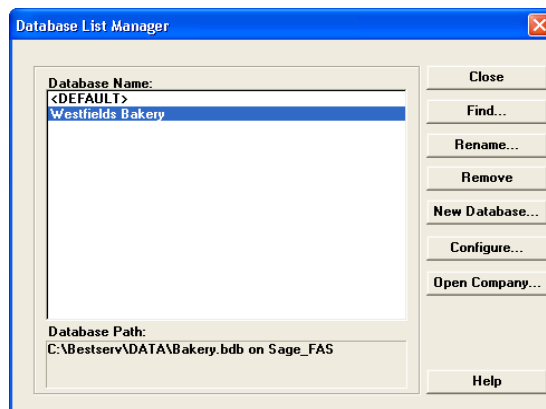 Database List Manager
Database Name:
<DEFAULT>
Westfields Bakery
Database Path:
C:\Bestserv\DATA\Bakery.bdb on Sage_FAS
Close
Find...
Rename...
Remove
New Database...
Configure...
Open Company...
Help